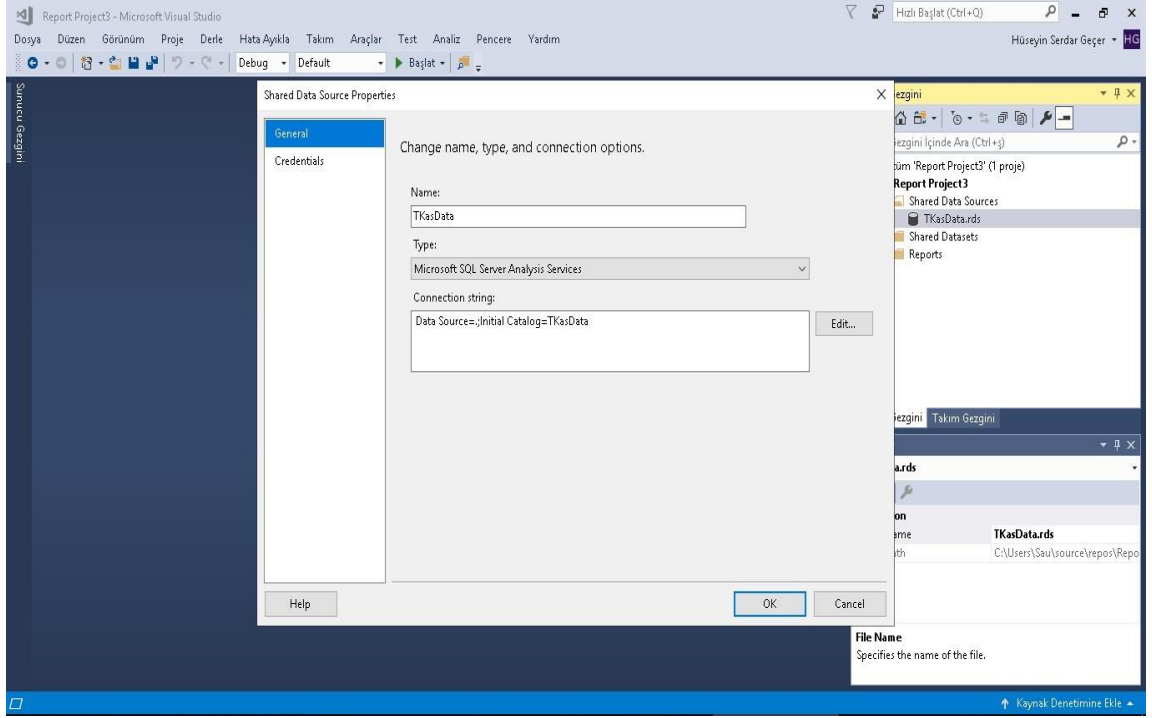 Report Project3 - Microsoft Visual Studio
Hızlı Başlat (Ctrl+Q)
Dosya Düzen Görünüm Proje Derle Hata Ayıkla Takım Araçlar Test Analiz Pencere Yardım
Hüseyin Serdar Geçer HG
Debug Default Başlat
Sunucu Gezgini
Shared Data Source Properties
General
Credentials
Change name, type, and connection options.
Name:
TKasData
Type:
Microsoft SQL Server Analysis Services
Connection string:
Data Source=.;Initial Catalog=TKasData
Edit...
Help
OK
Cancel
ezgini
ezgini İçinde Ara (Ctrl+ş)
üm 'Report Project3' (1 proje)
Report Project3
Shared Data Sources
TKasData.rds
Shared Datasets
Reports
ezgini Takım Gezgini
a.rds
on
ame TKasData.rds
ath C:\Users\Sau\source\repos\Repo
File Name
Specifies the name of the file.
Kaynak Denetimine Ekle